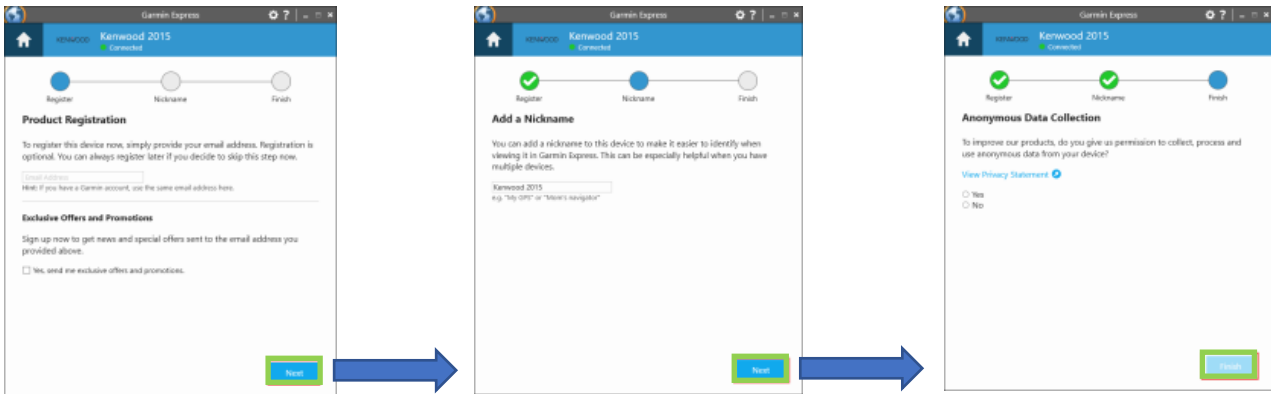 Garmin Express
?
KENWOOD
Kenwood 2015
Connected
Register
Nickname
Finish
Product Registration
To register this device now, simply provide your email address. Registration is
optional. You can always register later if you decide to skip this step now.
Email Address
Hint: If you have a Garmin account, use the same email address here.
Exclusive Offers and Promotions
Sign up now to get news and special offers sent to the email address you
provided above.
Yes, send me exclusive offers and promotions.
Next
Garmin Express
?
KENWOOD
Kenwood 2015
Connected
Register
Nickname
Finish
Add a Nickname
You can add a nickname to this device to make it easier to identify when
viewing it in Garmin Express. This can be especially helpful when you have
multiple devices.
Kenwood 2015
e.g. "My GPS" or "Mom's navigator"
Next
Garmin Express
?
KENWOOD
Kenwood 2015
Connected
Register
Nickname
Finish
Anonymous Data Collection
To improve our products, do you give us permission to collect, process and
use anonymous data from your device?
View Privacy Statement
Yes
No
Finish